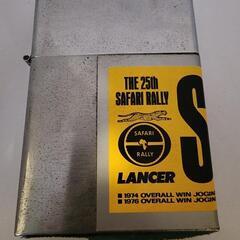 THE 25th
SAFARI RALLY
SAFARI
RALLY
LANCER
S
■ 1974 OVERALL WIN JOGIN
■ 1976 OVERALL WIN JOGIN